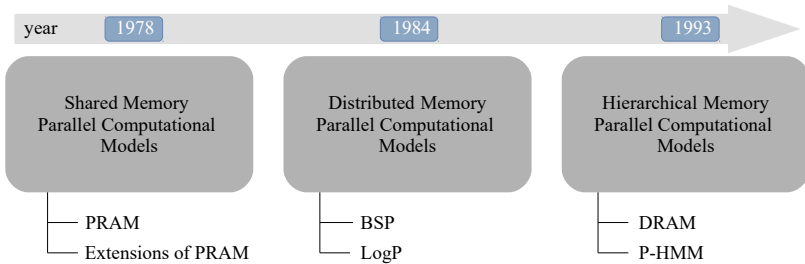 year 1978 1984 1993
Shared Memory
Parallel Computational
Models
PRAM
Extensions of PRAM
Distributed Memory
Parallel Computational
Models
BSP
LogP
Hierarchical Memory
Parallel Computational
Models
DRAM
P-HMM